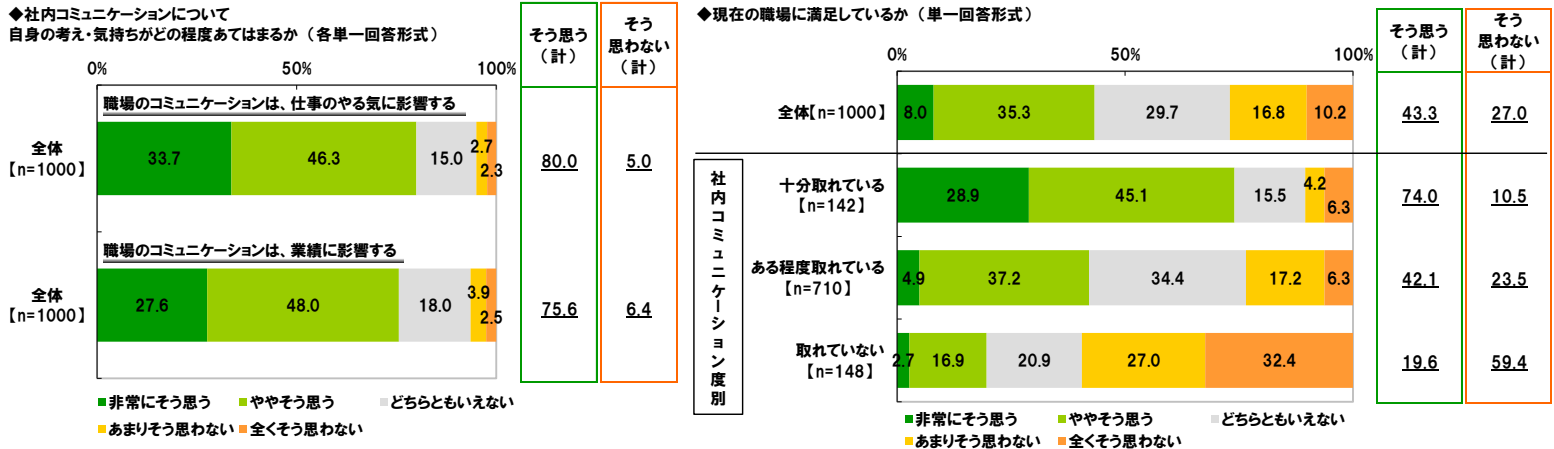 ◆社内コミュニケーションについて
自身の考え・気持ちがどの程度あてはまるか（各単一回答形式）
そう思う
（計）
そう
思わない
（計）
0%
50%
100%
職場のコミュニケーションは、仕事のやる気に影響する
全体
【n=1000】
33.7
46.3
15.0
2.7
2.3
80.0
5.0
職場のコミュニケーションは、業績に影響する
全体
【n=1000】
27.6
48.0
18.0
3.9
2.5
75.6
6.4
■非常にそう思う ■ややそう思う ■どちらともいえない
■あまりそう思わない ■全くそう思わない
◆現在の職場に満足しているか（単一回答形式）
そう思う
（計）
そう
思わない
（計）
0%
50%
100%
全体【n=1000】
8.0
35.3
29.7
16.8
10.2
43.3
27.0
社内コミュニケーション度別
十分取れている
【n=142】
28.9
45.1
15.5
4.2
6.3
74.0
10.5
ある程度取れている
【n=710】
4.9
37.2
34.4
17.2
6.3
42.1
23.5
取れていない
【n=148】
2.7
16.9
20.9
27.0
32.4
19.6
59.4
■非常にそう思う ■ややそう思う ■どちらともいえない
■あまりそう思わない ■全くそう思わない